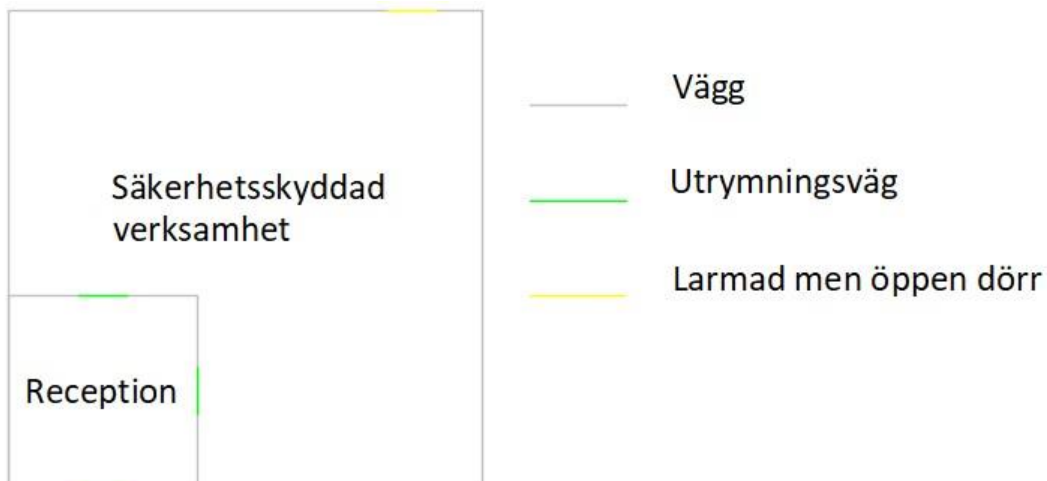 Vägg
Säkerhetsskyddad
verksamhet
Utrymningsväg
Larmad men öppen dörr
Reception